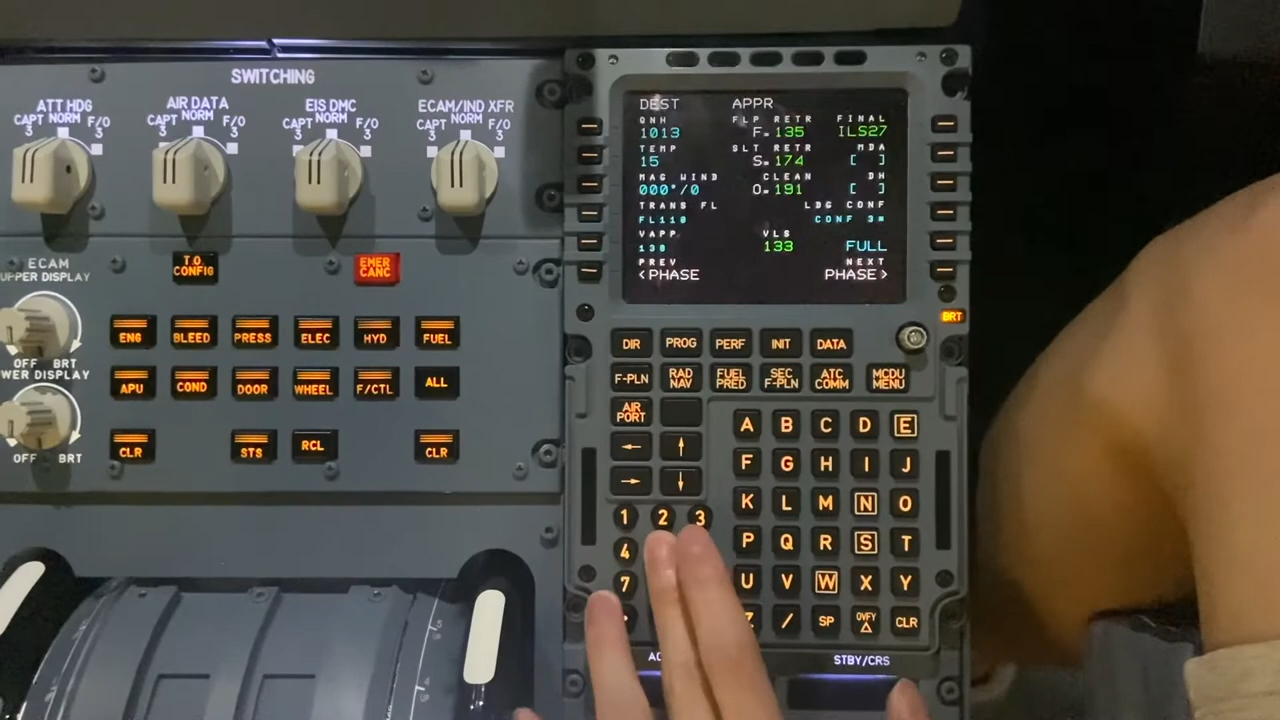 SWITCHING
ATT HDG
AIR DATA
EIS DMC
ECAM/IND XFR
CAPT NORM F/O
3 3
CAPT NORM F/O
3 3
CAPT NORM F/O
3 3
CAPT NORM F/O
3 3
ECAM
UPPER DISPLAY
T.O
CONFIG
EMER
CANC
OFF BRT
WER DISPLAY
OFF BRT
ENG BLEED PRESS ELEC HYD FUEL
APU COND DOOR WHEEL F/CTL ALL
CLR STS RCL CLR
DEST APPR
QNH FLP RETR FINAL
1013 F=135 ILS27
TEMP SLT RETR MDA
15 S=174 [ ]
MAG WIND CLEAN DH
000°/0 O=191 [ ]
TRANS FL LDG CONF
FL110 CONF 3*
VAPP VLS
138 133 FULL
PREV NEXT
<PHASE PHASE>
BRT
DIR PROG PERF INIT DATA
F-PLN RAD NAV FUEL PRED SEC F-PLN ATC COMM MCDU MENU
AIR PORT
← ↑
→ ↓
A B C D E
F G H I J
K L M N O
P Q R S T
U V W X Y
Z / SP OVFY Δ CLR
1 2 3
4
7
STBY/CRS